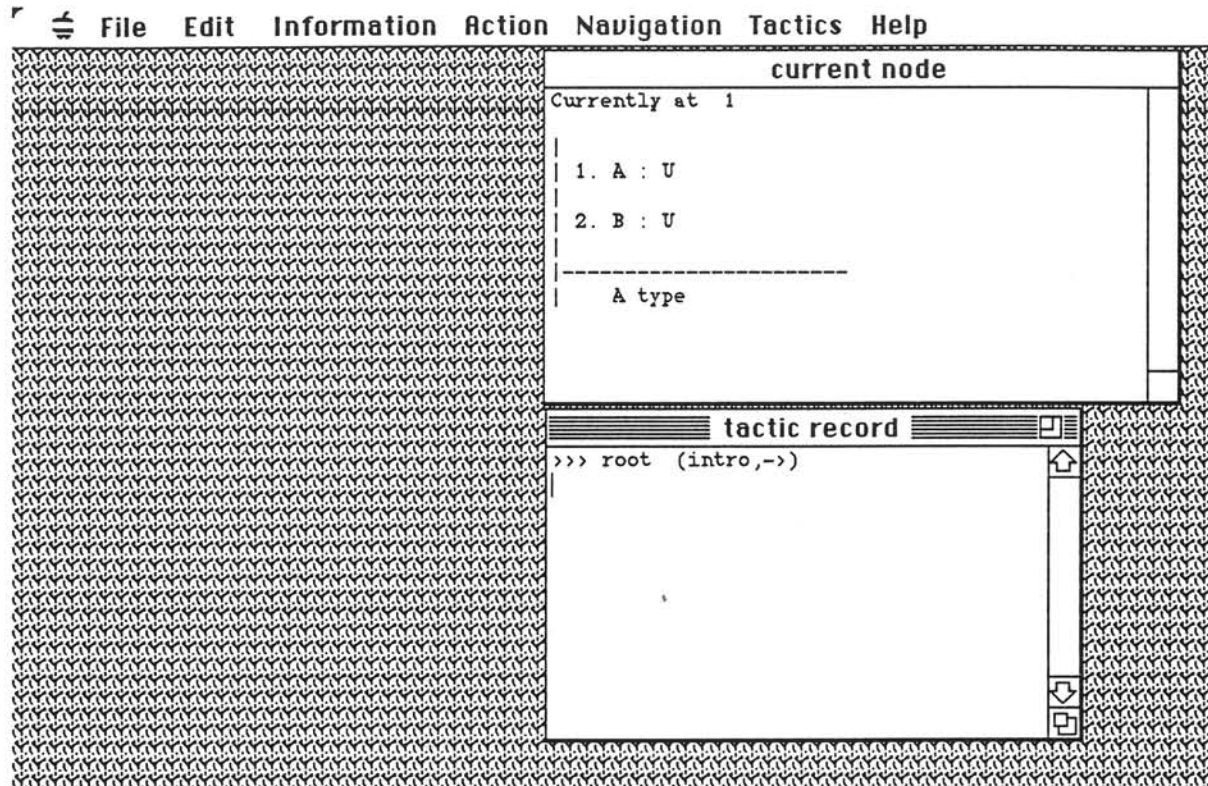 File Edit Information Action Navigation Tactics Help
current node
Currently at 1
1. A : U
2. B : U
-----------------------
A type
tactic record
>>> root (intro,->)